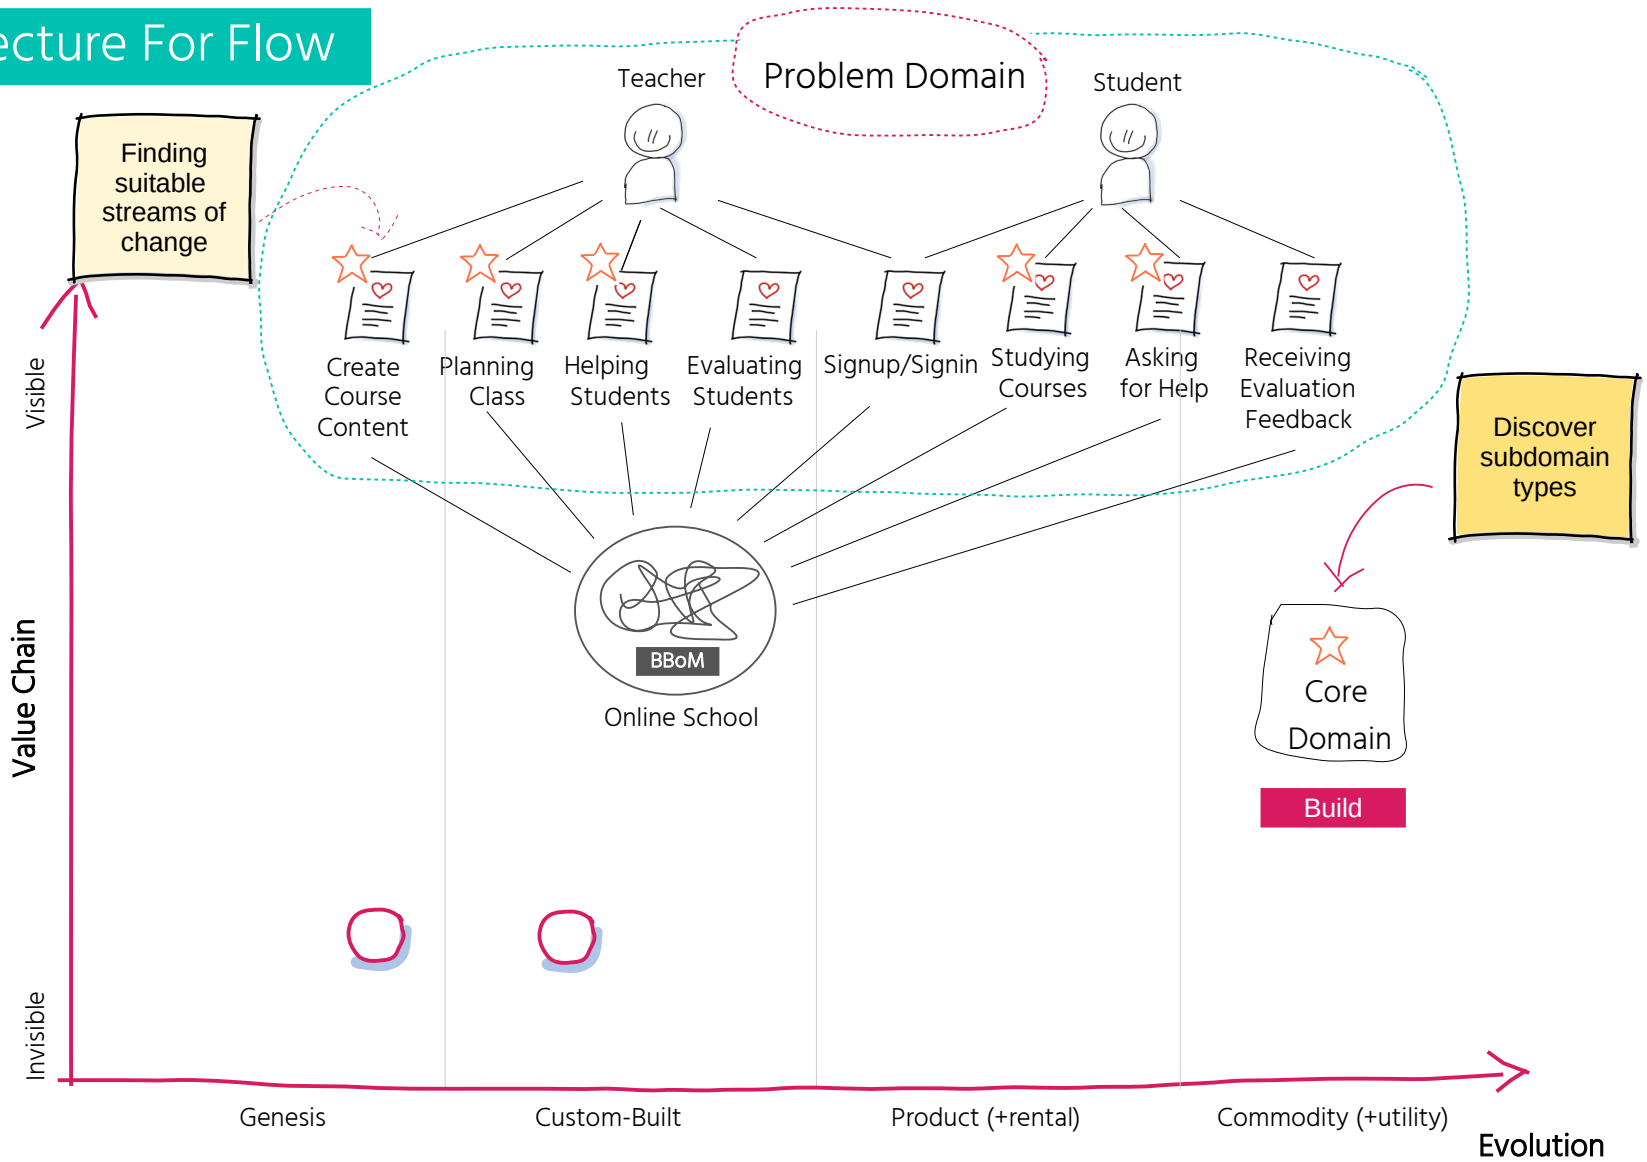 ecture For Flow
Problem Domain
Teacher
Student
Finding
suitable
streams of
change
Create
Course
Content
Planning
Class
Helping
Students
Evaluating
Students
Signup/Signin
Studying
Courses
Asking
for Help
Receiving
Evaluation
Feedback
Discover
subdomain
types
Visible
Value Chain
Invisible
BBoM
Online School
Core
Domain
Build
Genesis
Custom-Built
Product (+rental)
Commodity (+utility)
Evolution